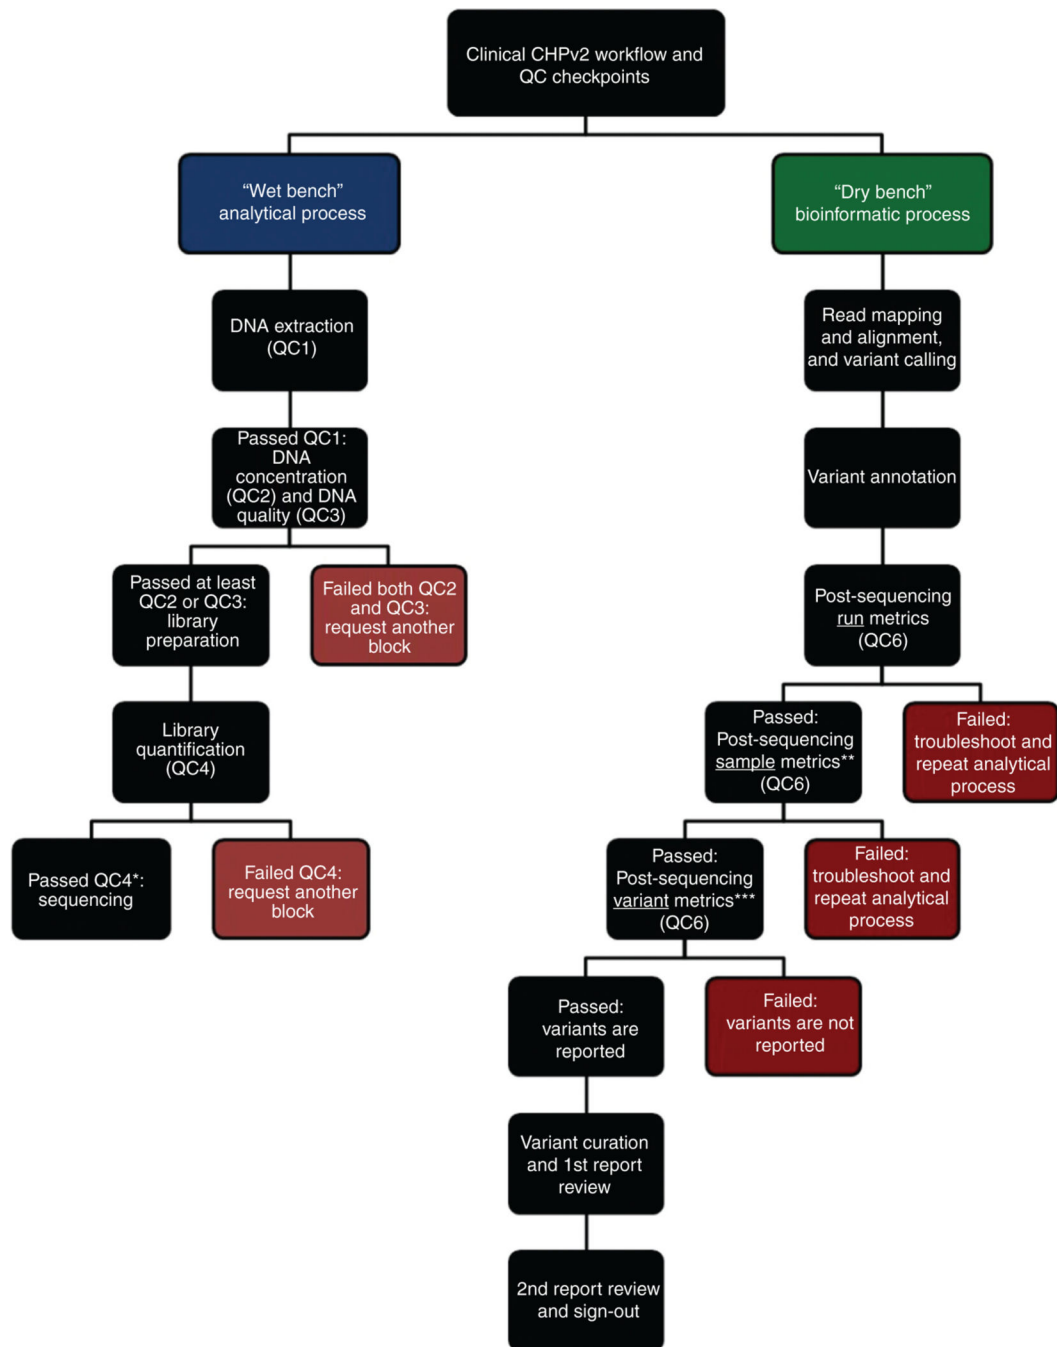 Clinical CHPv2 workflow and
QC checkpoints
“Wet bench”
analytical process
DNA extraction
(QC1)
Passed QC1:
DNA
concentration
(QC2) and DNA
quality (QC3)
Passed at least
QC2 or QC3:
library
preparation
Failed both QC2
and QC3:
request another
block
Library
quantification
(QC4)
Passed QC4*:
sequencing
Failed QC4:
request another
block
“Dry bench”
bioinformatic process
Read mapping
and alignment,
and variant calling
Variant annotation
Post-sequencing
run metrics
(QC6)
Passed:
Post-sequencing
sample metrics**
(QC6)
Failed:
troubleshoot and
repeat analytical
process
Passed:
Post-sequencing
variant metrics***
(QC6)
Failed:
troubleshoot and
repeat analytical
process
Passed:
variants are
reported
Failed:
variants are not
reported
Variant curation
and 1st report
review
2nd report review
and sign-out